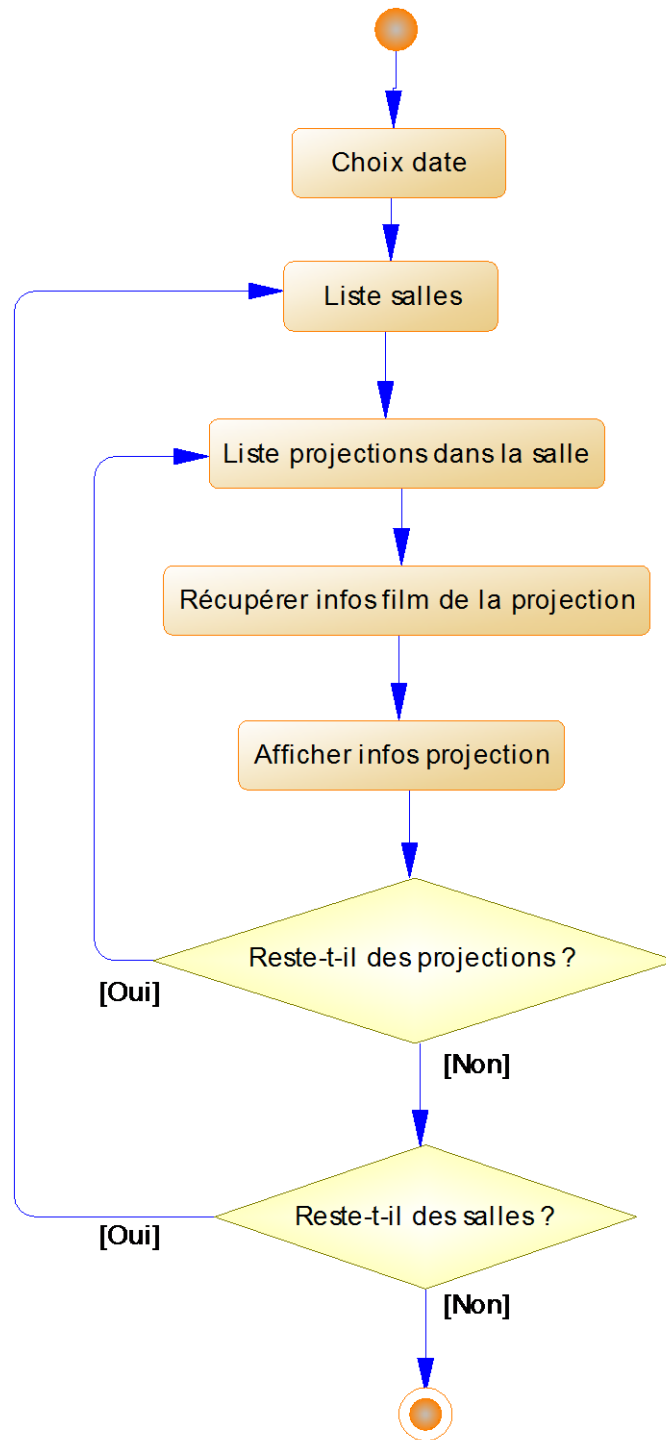 Choix date
Liste salles
Liste projections dans la salle
Récupérer infos film de la projection
Afficher infos projection
Reste-t-il des projections ?
[Oui]
[Non]
Reste-t-il des salles ?
[Oui]
[Non]